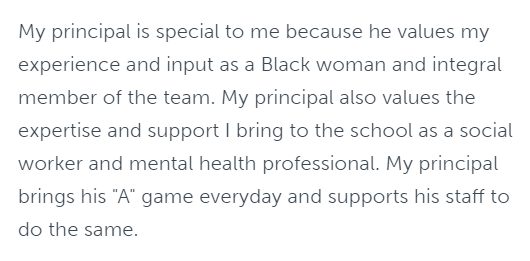 My principal is special to me because he values my
experience and input as a Black woman and integral
member of the team. My principal also values the
expertise and support I bring to the school as a social
worker and mental health professional. My principal
brings his "A" game everyday and supports his staff to
do the same.